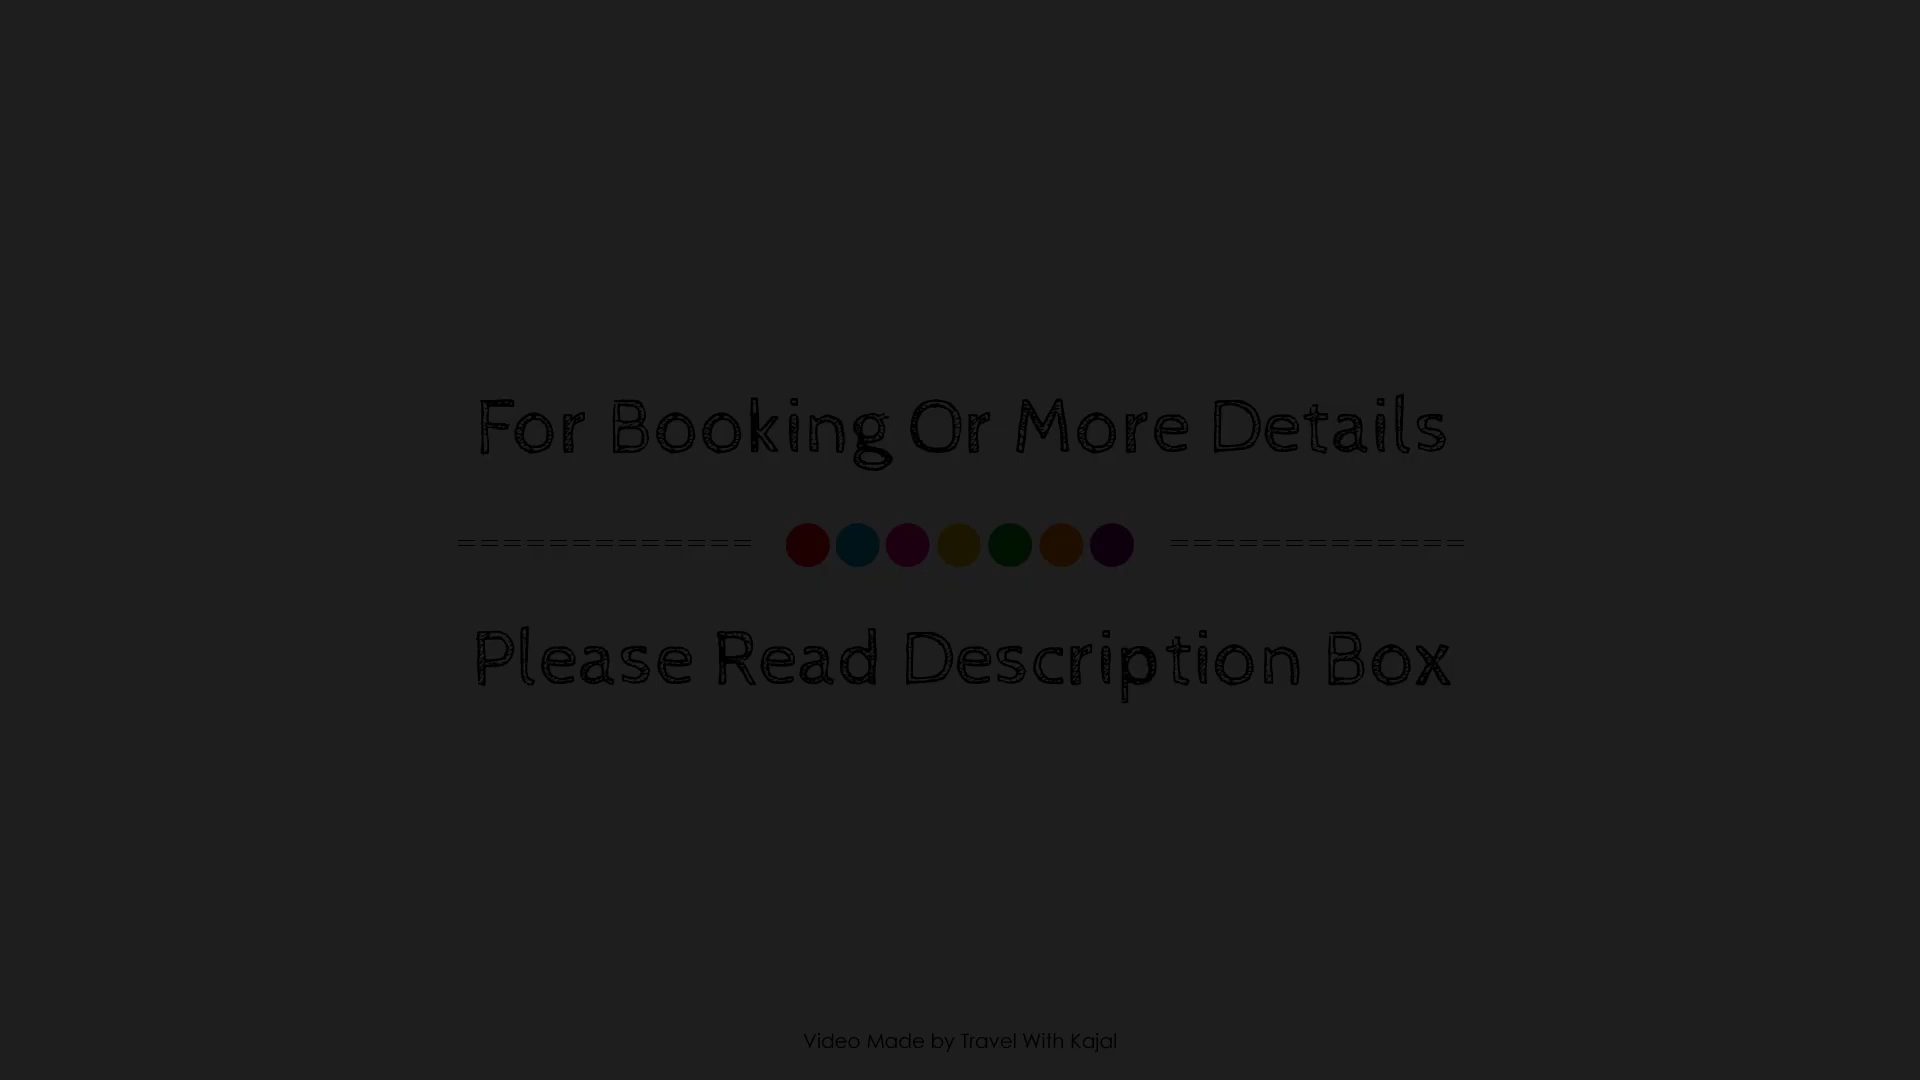 For Booking Or More Details
============= =============
Please Read Description Box
Video Made by Travel With Kajal